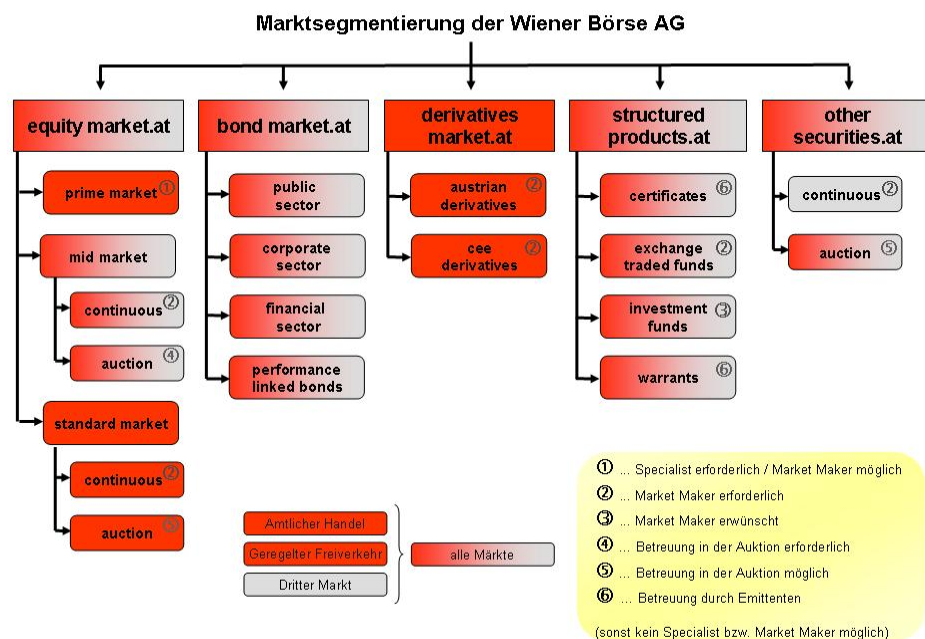 Marktsegmentierung der Wiener Börse AG
equity market.at
prime market ①
mid market
continuous ②
auction ④
standard market
continuous ②
auction ⑤
bond market.at
public
sector
corporate
sector
financial
sector
performance
linked bonds
derivatives
market.at
austrian ②
derivatives
cee ②
derivatives
structured
products.at
certificates ⑥
exchange ②
traded funds
investment ③
funds
warrants ⑥
other
securities.at
continuous ②
auction ⑤
Amtlicher Handel
Geregelter Freiverkehr
Dritter Markt
alle Märkte
① ... Specialist erforderlich / Market Maker möglich
② ... Market Maker erforderlich
③ ... Market Maker erwünscht
④ ... Betreuung in der Auktion erforderlich
⑤ ... Betreuung in der Auktion möglich
⑥ ... Betreuung durch Emittenten
(sonst kein Specialist bzw. Market Maker möglich)